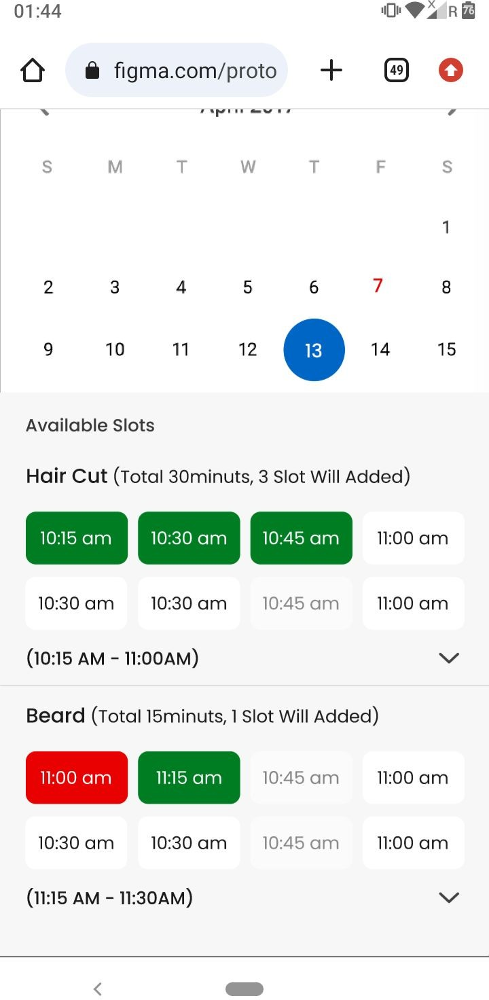 01:44
R 76
figma.com/proto
49
April 2017
S M T W T F S
1
2 3 4 5 6 7 8
9 10 11 12 13 14 15
Available Slots
Hair Cut (Total 30minuts, 3 Slot Will Added)
10:15 am 10:30 am 10:45 am 11:00 am
10:30 am 10:30 am 10:45 am 11:00 am
(10:15 AM - 11:00AM)
Beard (Total 15minuts, 1 Slot Will Added)
11:00 am 11:15 am 10:45 am 11:00 am
10:30 am 10:30 am 10:45 am 11:00 am
(11:15 AM - 11:30AM)